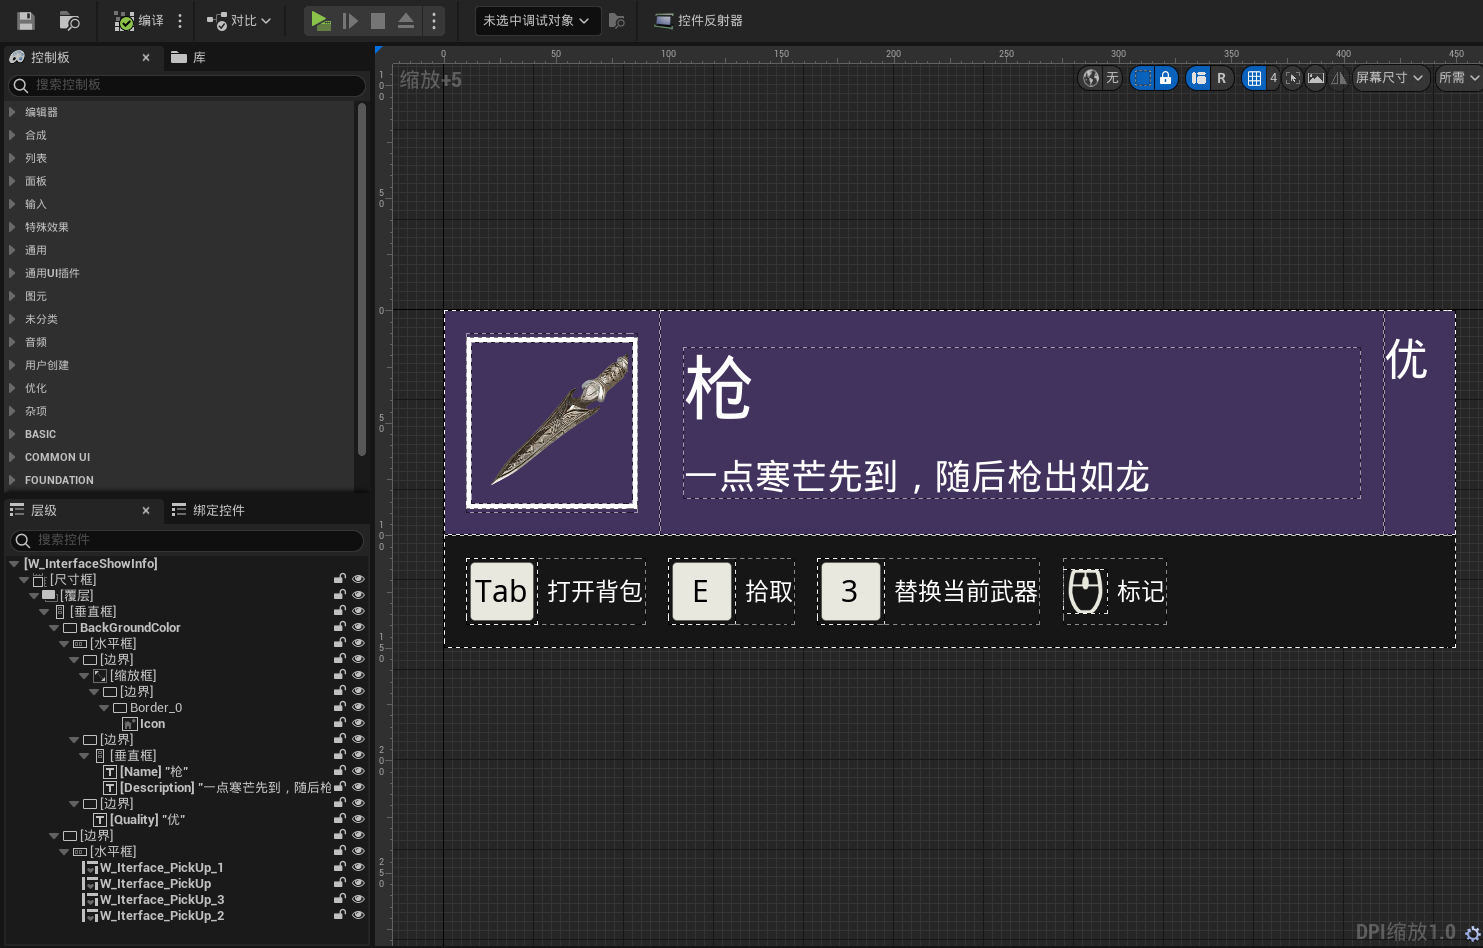 编译
对比
未选中调试对象
控件反射器
控制板
库
搜索控制板
编辑器
合成
列表
面板
输入
特殊效果
通用
通用UI插件
图元
未分类
音频
用户创建
优化
杂项
BASIC
COMMON UI
FOUNDATION
层级
绑定控件
搜索控件
[W_InterfaceShowInfo]
[尺寸框]
[覆层]
[垂直框]
BackGroundColor
[水平框]
[边界]
[缩放框]
[边界]
Border_0
Icon
[边界]
[垂直框]
[Name] "枪"
[Description] "一点寒芒先到，随后枪
[边界]
[Quality] "优"
[边界]
[水平框]
W_Iterface_PickUp_1
W_Iterface_PickUp
W_Iterface_PickUp_3
W_Iterface_PickUp_2
0 50 100 150 200 250 300 350 400 450
缩放+5
无
R
4
屏幕尺寸
所需
100
50
0
50
100
150
200
250
枪
优
一点寒芒先到，随后枪出如龙
Tab 打开背包
E 拾取
3 替换当前武器
标记
DPI缩放1.0